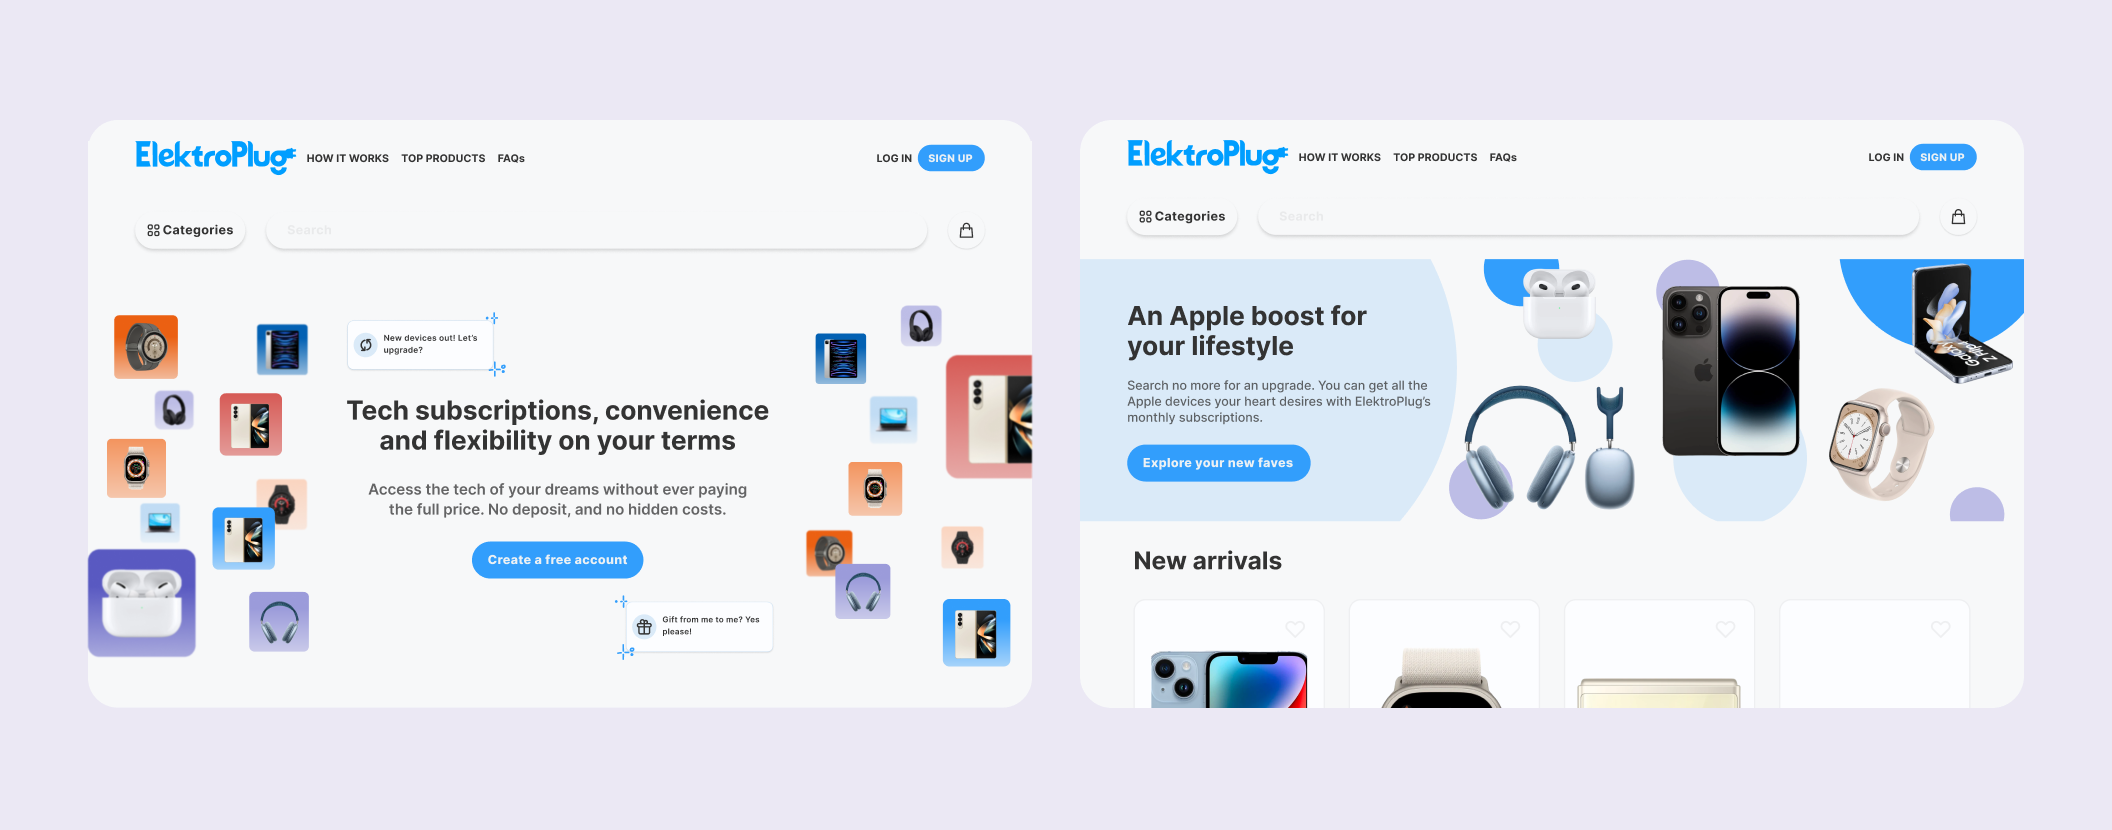 ElektroPlug
HOW IT WORKS TOP PRODUCTS FAQs
LOG IN SIGN UP
Categories
Search
New devices out! Let's
upgrade?
Tech subscriptions, convenience
and flexibility on your terms
Access the tech of your dreams without ever paying
the full price. No deposit, and no hidden costs.
Create a free account
Gift from me to me? Yes
please!
ElektroPlug
HOW IT WORKS TOP PRODUCTS FAQs
LOG IN SIGN UP
Categories
Search
An Apple boost for
your lifestyle
Search no more for an upgrade. You can get all the
Apple devices your heart desires with ElektroPlug's
monthly subscriptions.
Explore your new faves
Galaxy
Z Flip4
New arrivals